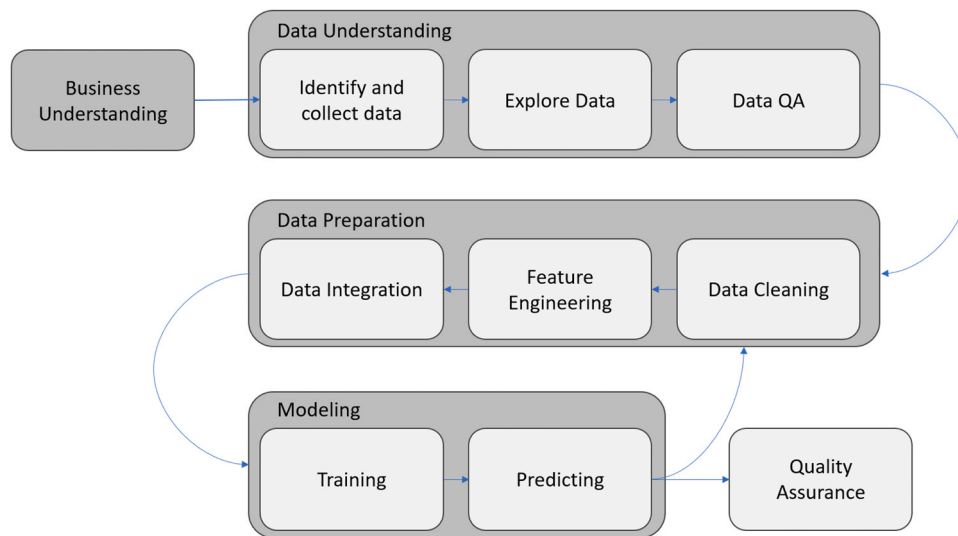 Data Understanding
Business
Understanding
Identify and
collect data
Explore Data
Data QA
Data Preparation
Data Integration
Feature
Engineering
Data Cleaning
Modeling
Training
Predicting
Quality
Assurance